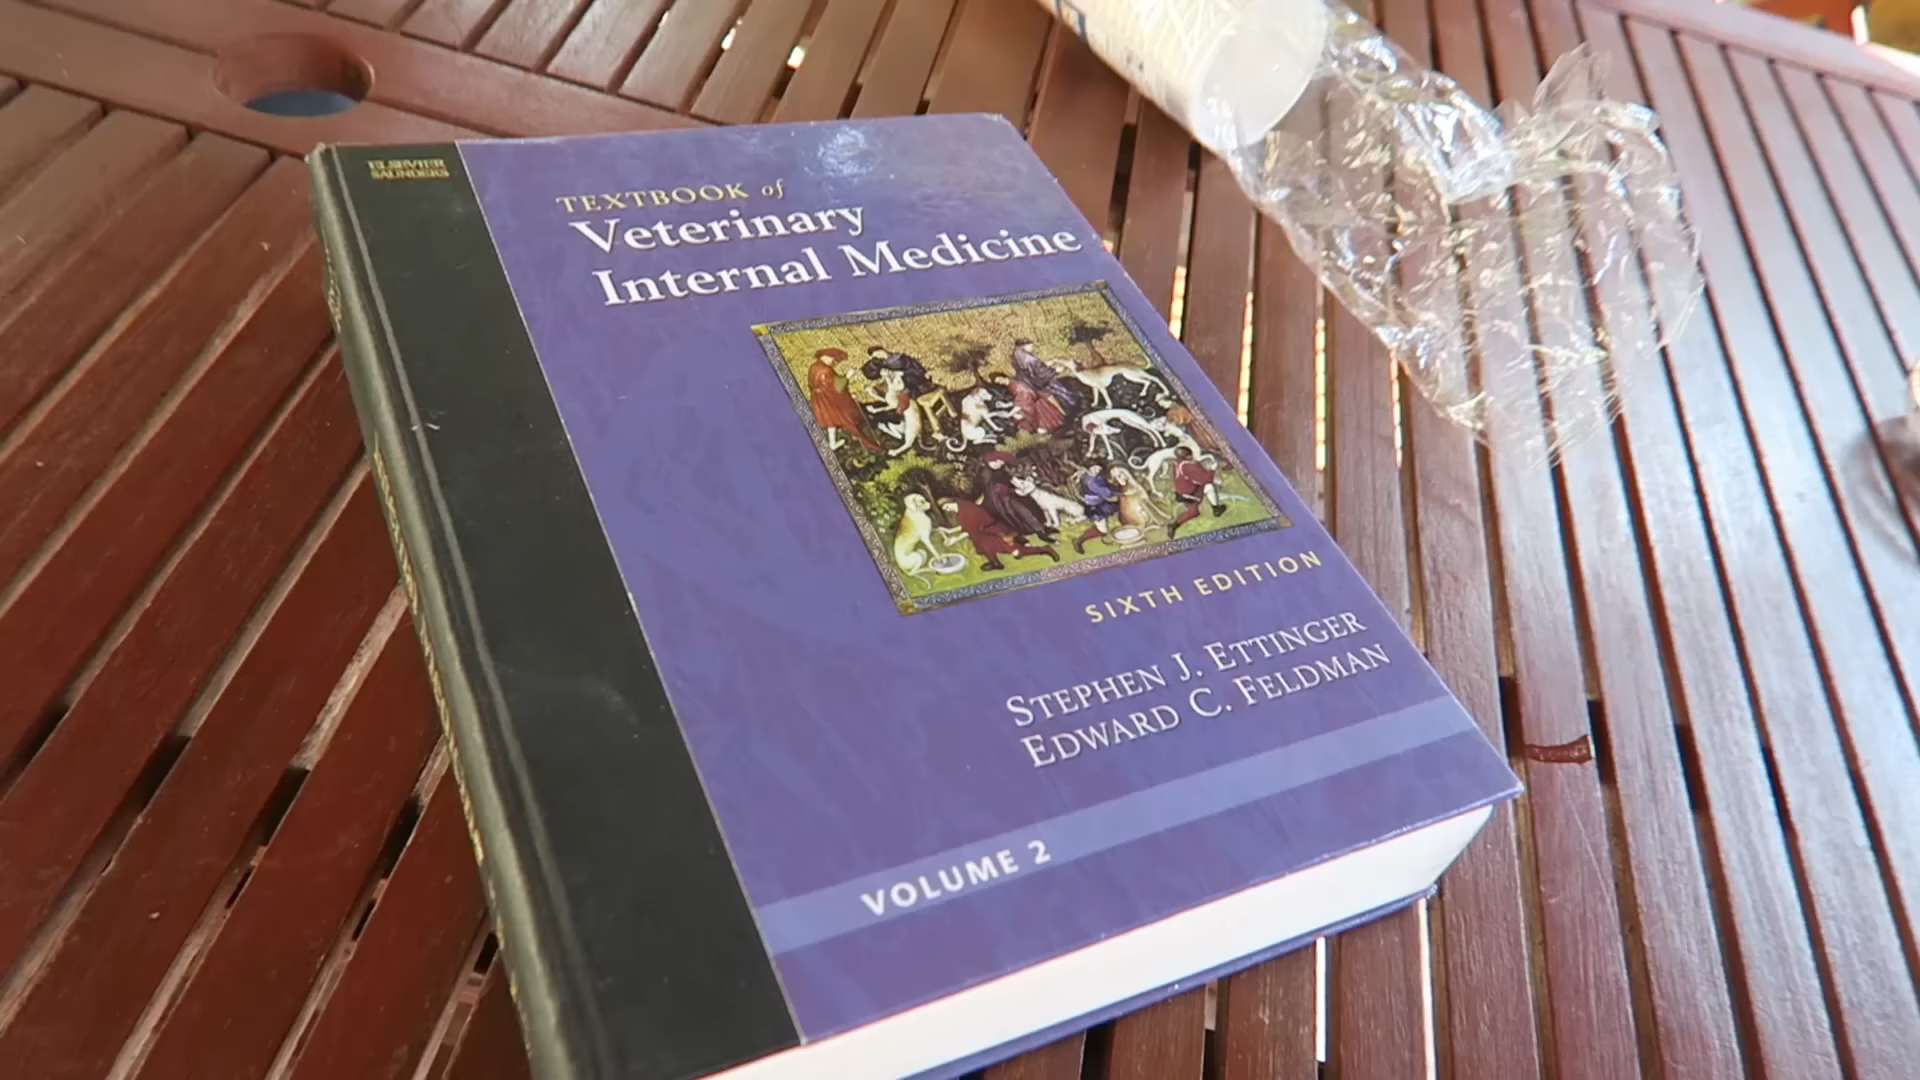 ELSEVIER
SAUNDERS
TEXTBOOK of
Veterinary
Internal Medicine
SIXTH EDITION
STEPHEN J. ETTINGER
EDWARD C. FELDMAN
VOLUME 2